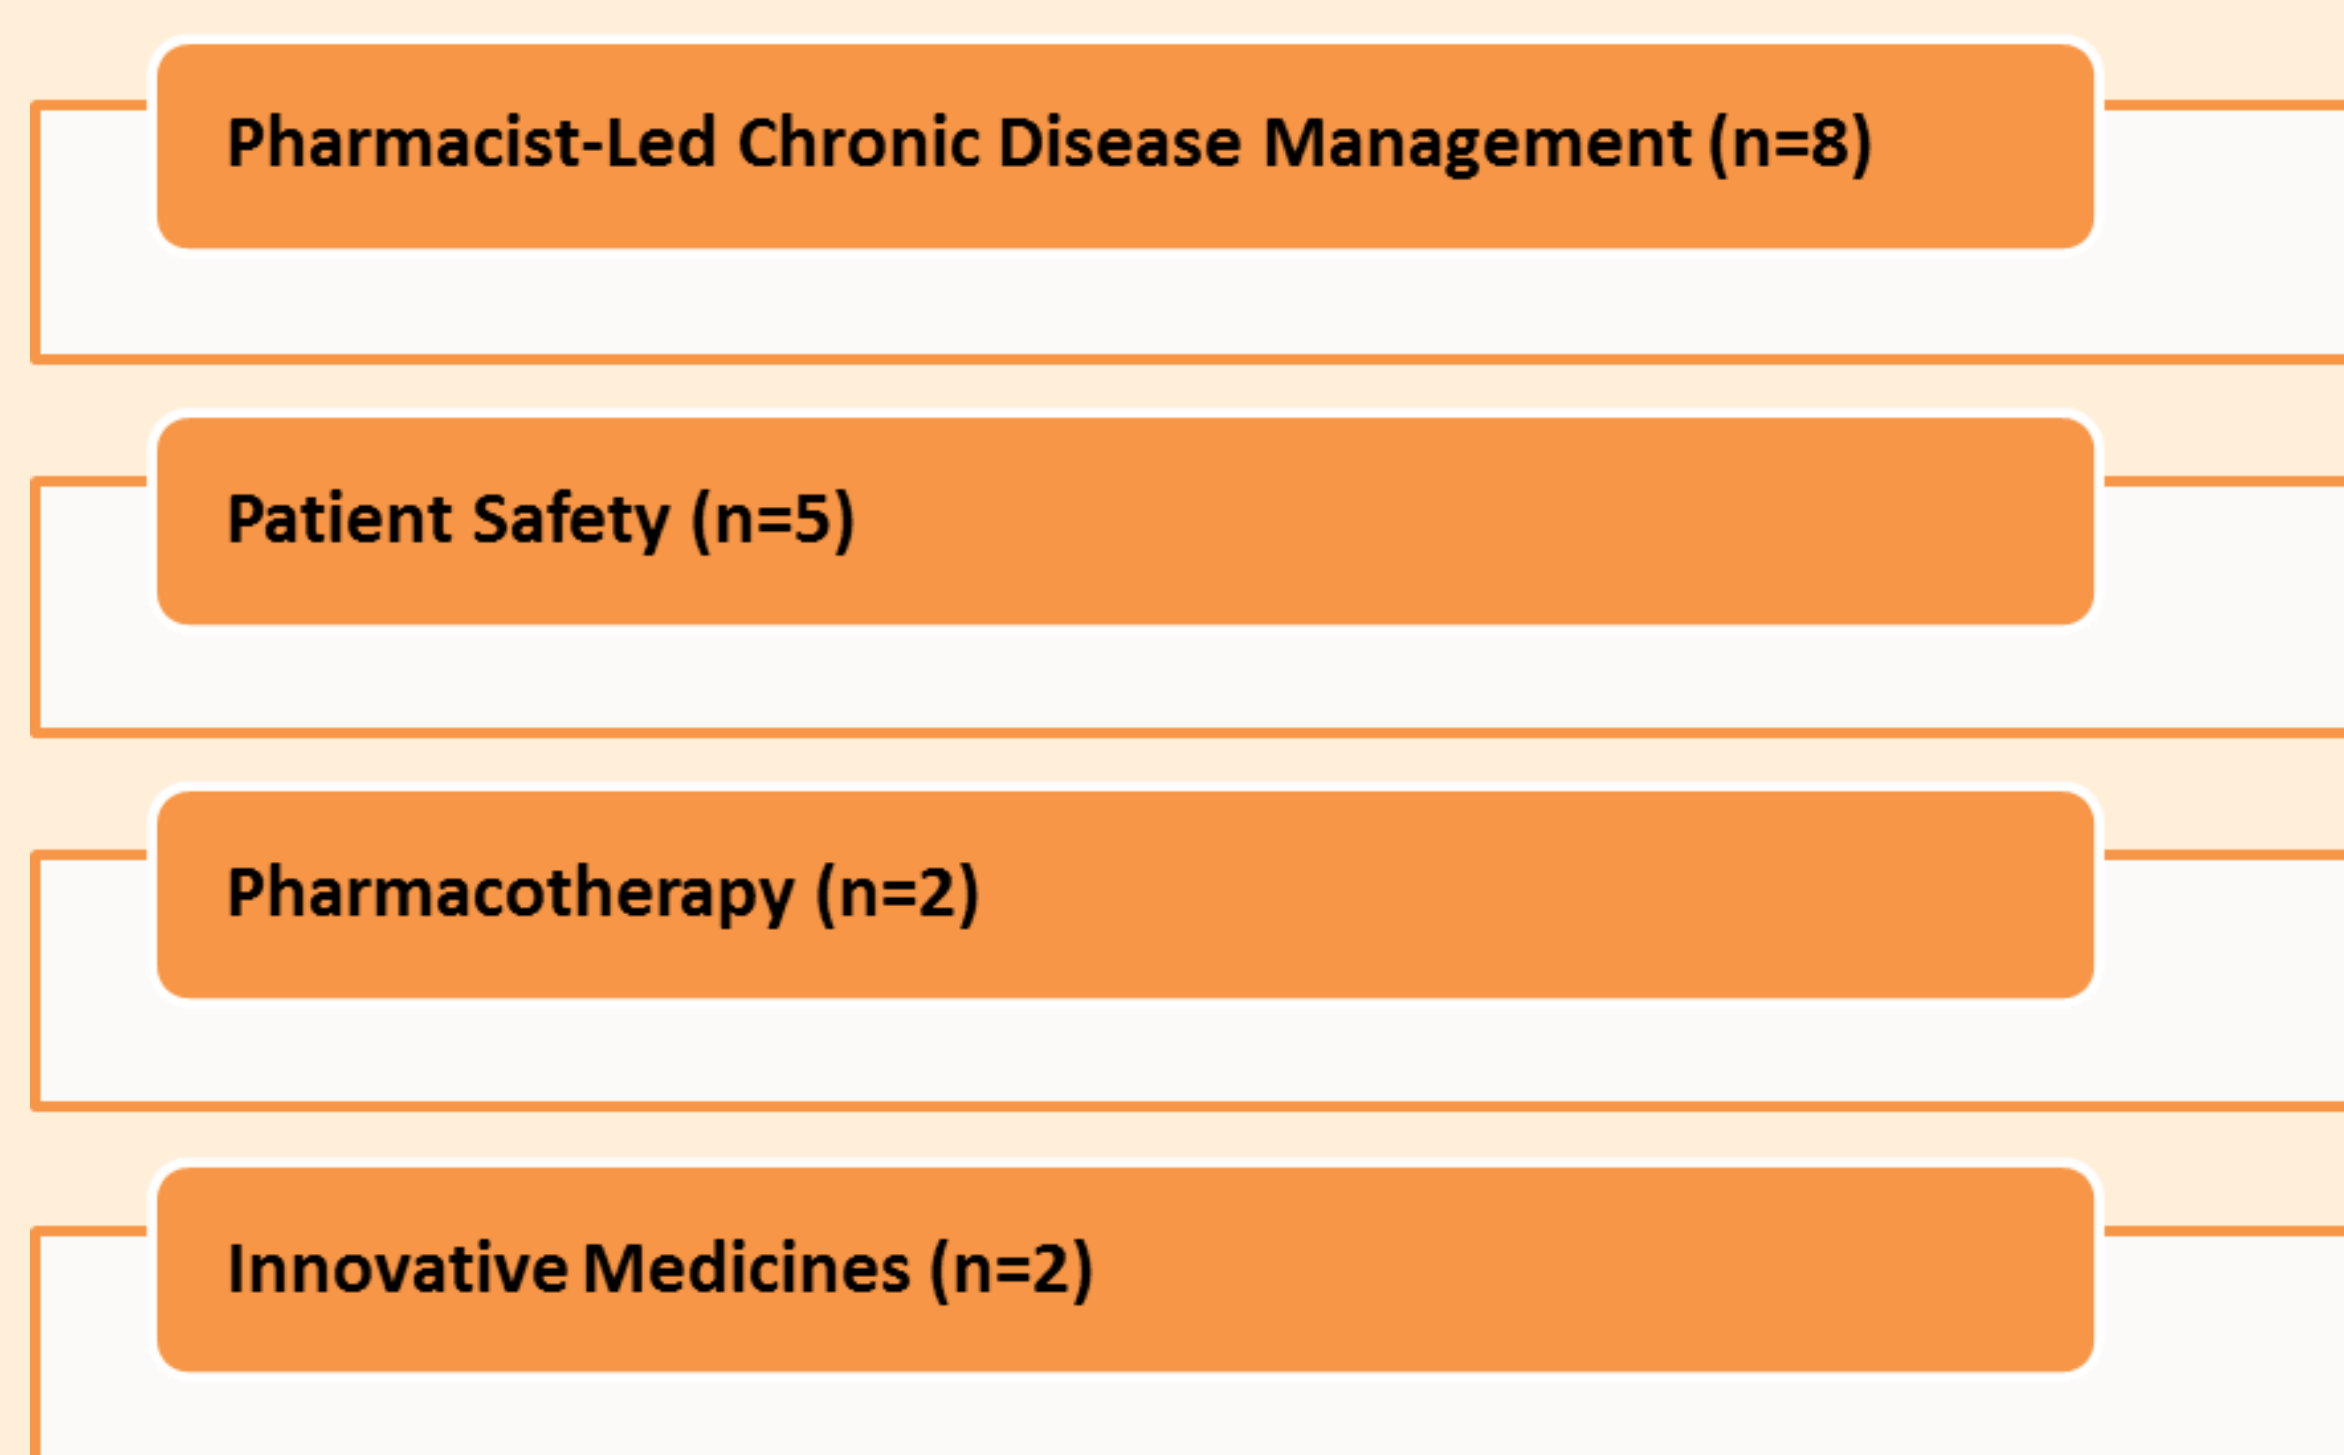 Pharmacist-Led Chronic Disease Management (n=8)
Patient Safety (n=5)
Pharmacotherapy (n=2)
Innovative Medicines (n=2)